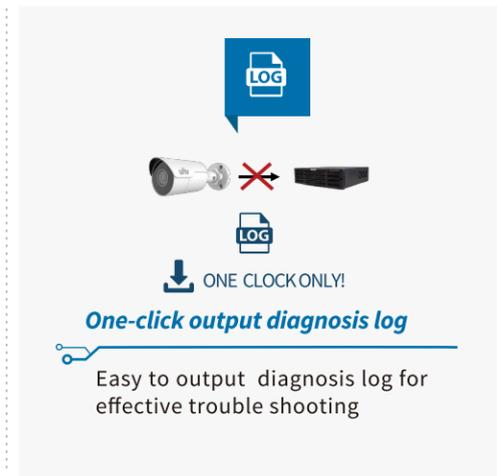 LOG
LOG
ONE CLOCK ONLY!
One-click output diagnosis log
Easy to output diagnosis log for
effective trouble shooting